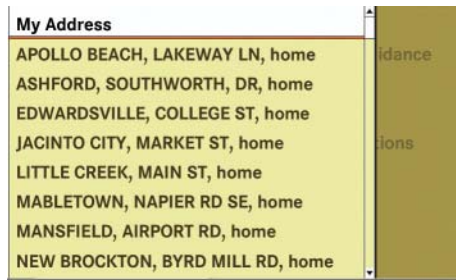 My Address
APOLLO BEACH, LAKEWAY LN, home
ASHFORD, SOUTHWORTH, DR, home
EDWARDSVILLE, COLLEGE ST, home
JACINTO CITY, MARKET ST, home
LITTLE CREEK, MAIN ST, home
MABLETOWN, NAPIER RD SE, home
MANSFIELD, AIRPORT RD, home
NEW BROCKTON, BYRD MILL RD, home
idance
tions